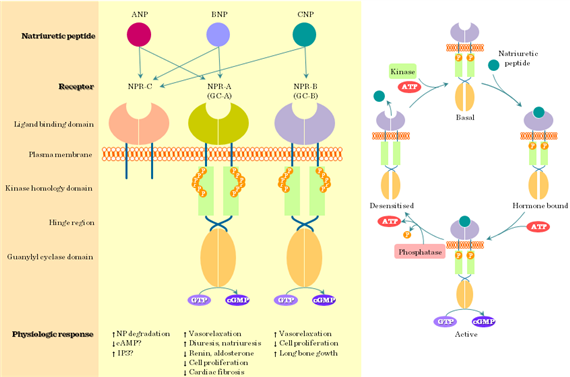 ANP BNP CNP
Natriuretic peptide
Receptor NPR-C NPR-A NPR-B
(GC-A) (GC-B)
Ligand binding domain
Plasma membrane
Kinase homology domain
P P P P P P P P P P P P
Hinge region
Guanylyl cyclase domain
GTP cGMP GTP cGMP
Physiologic response
↑ NP degradation
↓ cAMP?
↑ IP3?
↑ Vasorelaxation
↑ Diuresis, natriuresis
↓ Renin, aldosterone
↓ Cell proliferation
↓ Cardiac fibrosis
↑ Vasorelaxation
↓ Cell proliferation
↑ Long bone gowth
Natriuretic
peptide
Kinase
ATP
P P
Basal
P P
Desensitised
Hormone bound
ATP
ATP
P
Phosphatase
P P
GTP cGMP
Active